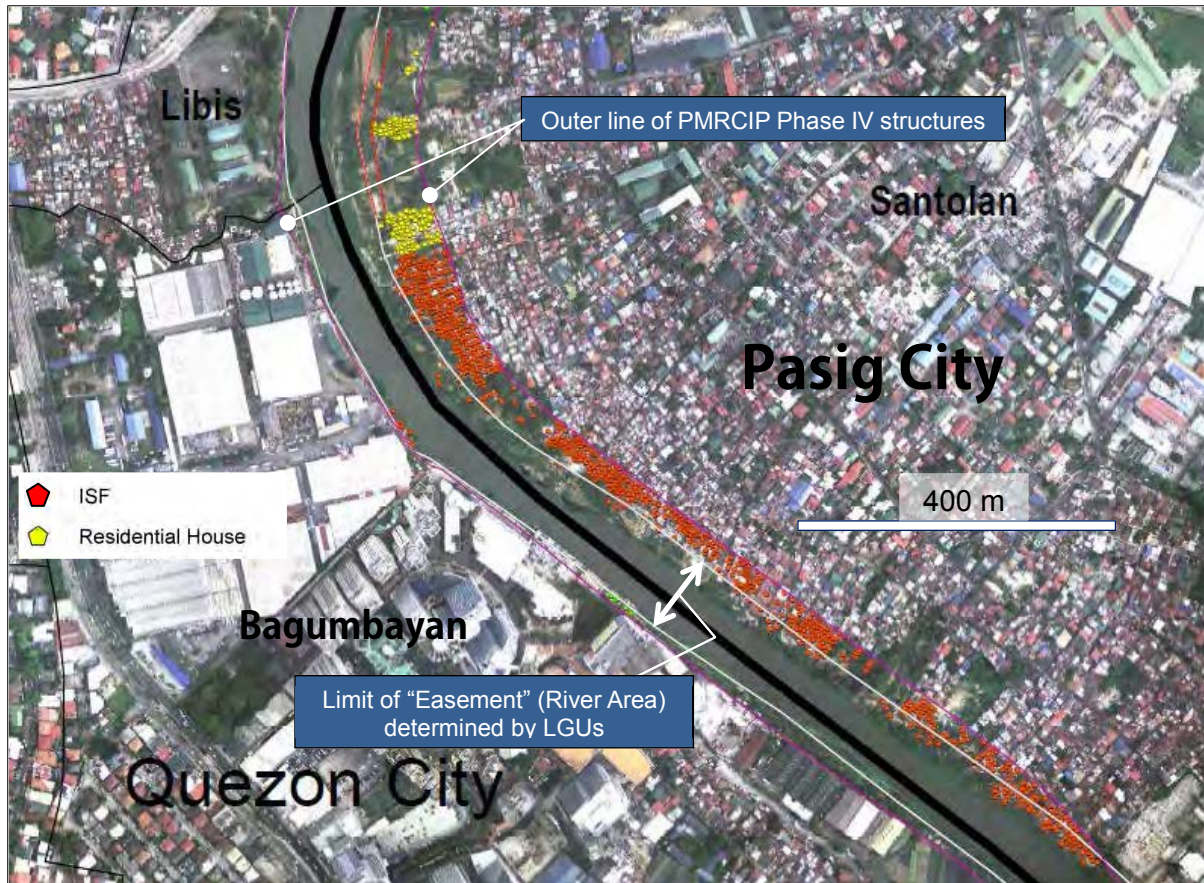 Libis
Outer line of PMRCIP Phase IV structures
Santolan
Pasig City
ISF
Residential House
400 m
Bagumbayan
Limit of “Easement” (River Area)
determined by LGUs
Quezon City